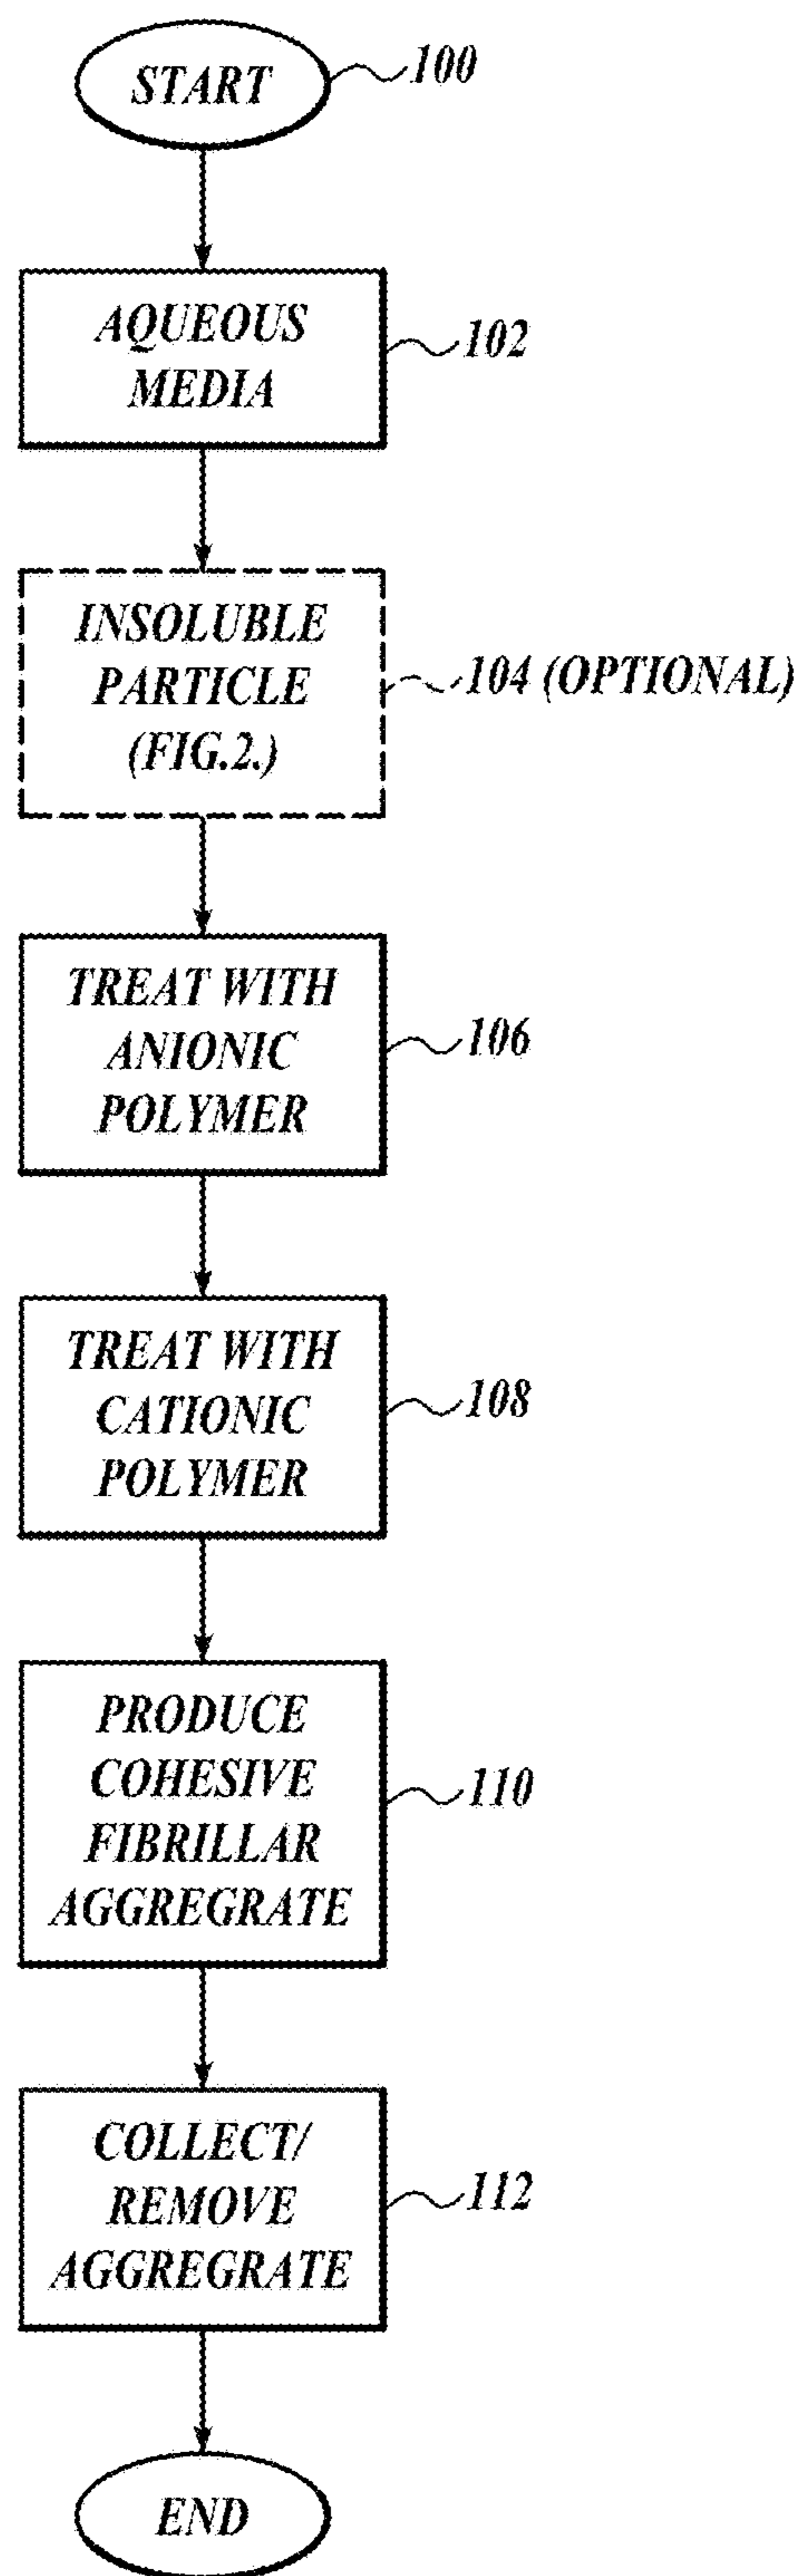 START
100
AQUEOUS
MEDIA
102
INSOLUBLE
PARTICLE
(FIG.2.)
104 (OPTIONAL)
TREAT WITH
ANIONIC
POLYMER
106
TREAT WITH
CATIONIC
POLYMER
108
PRODUCE
COHESIVE
FIBRILLAR
AGGREGRATE
110
COLLECT/
REMOVE
AGGREGRATE
112
END